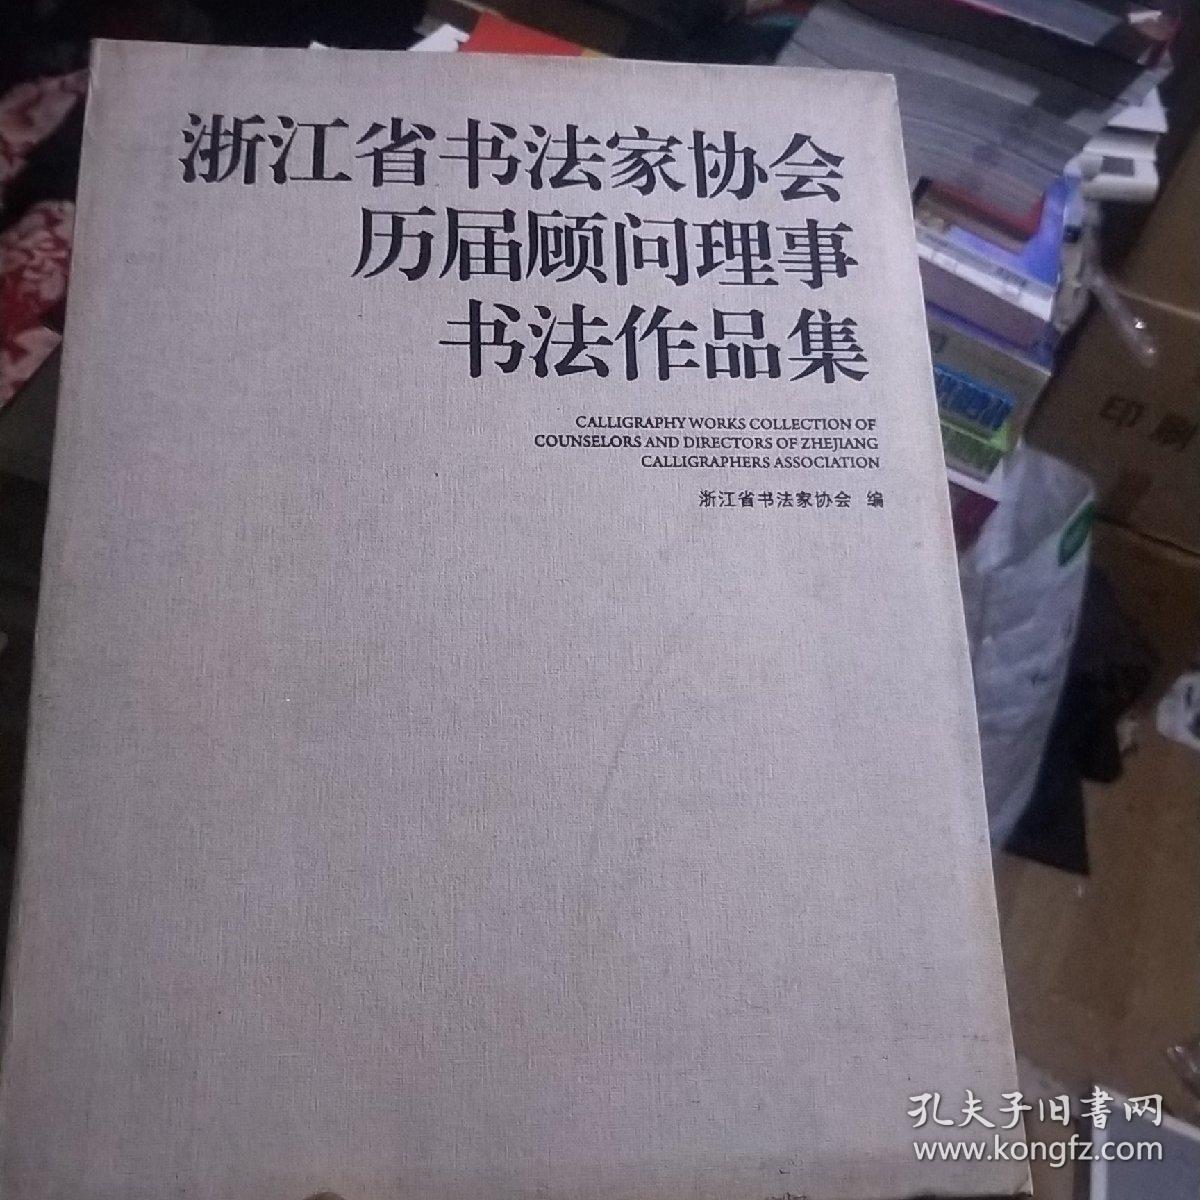 浙江省书法家协会
历届顾问理事
书法作品集
CALLIGRAPHY WORKS COLLECTION OF
COUNSELORS AND DIRECTORS OF ZHEJIANG
CALLIGRAPHERS ASSOCIATION
浙江省书法家协会 编
印刷
孔夫子旧书网
www.kongfz.com